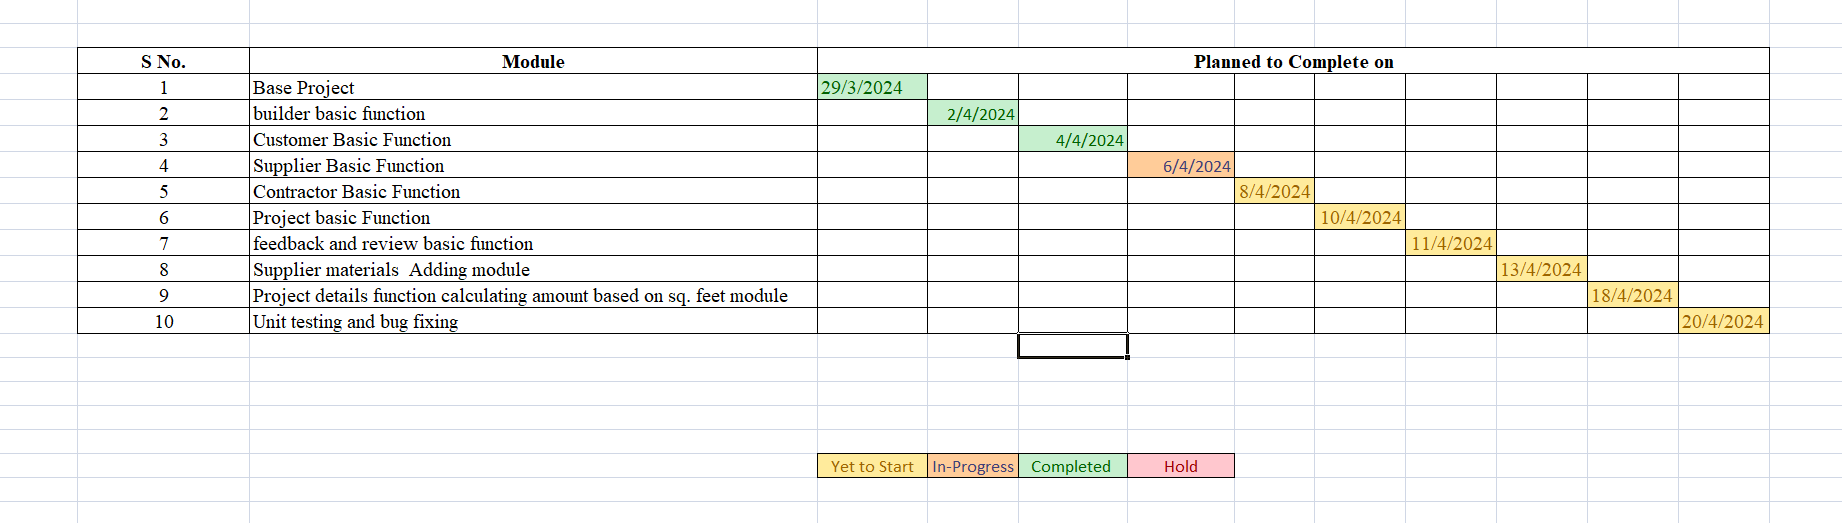 S No. Module Planned to Complete on
1 Base Project 29/3/2024
2 builder basic function 2/4/2024
3 Customer Basic Function 4/4/2024
4 Supplier Basic Function 6/4/2024
5 Contractor Basic Function 8/4/2024
6 Project basic Function 10/4/2024
7 feedback and review basic function 11/4/2024
8 Supplier materials  Adding module 13/4/2024
9 Project details function calculating amount based on sq. feet module 18/4/2024
10 Unit testing and bug fixing 20/4/2024
Yet to Start In-Progress Completed Hold